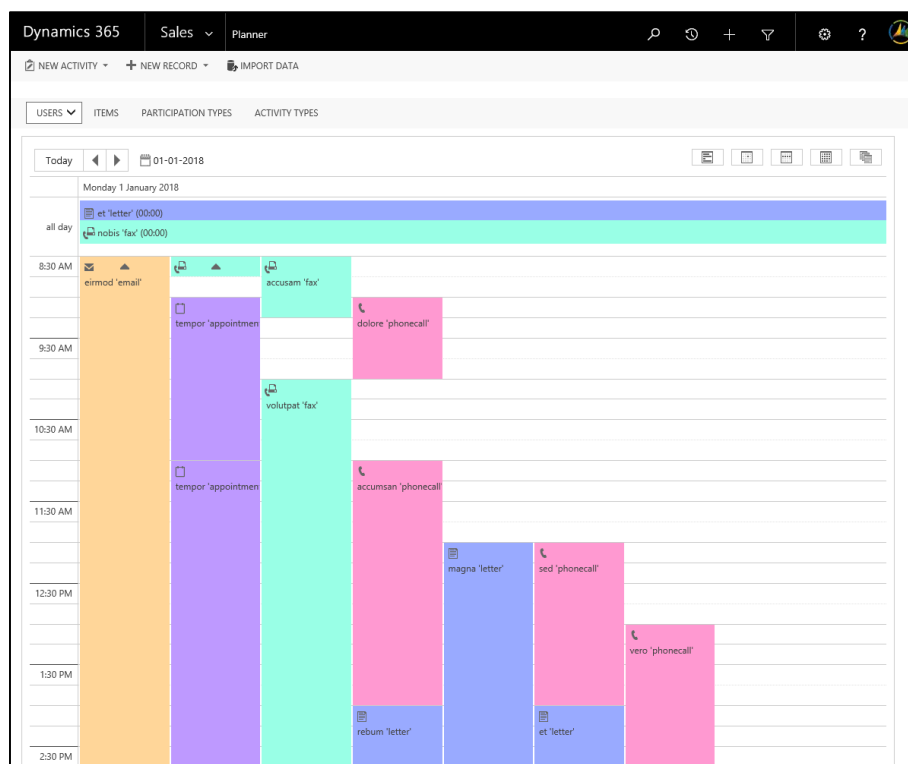 Dynamics 365 Sales Planner ?
NEW ACTIVITY NEW RECORD IMPORT DATA
USERS ITEMS PARTICIPATION TYPES ACTIVITY TYPES
Today 01-01-2018
Monday 1 January 2018
et 'letter' (00:00)
all day
nobis 'fax' (00:00)
8:30 AM
eirmod 'email' accusam 'fax'
tempor 'appointmen dolore 'phonecall'
9:30 AM
volutpat 'fax'
10:30 AM
tempor 'appointmen accumsan 'phonecall'
11:30 AM
magna 'letter' sed 'phonecall'
12:30 PM
vero 'phonecall'
1:30 PM
rebum 'letter' et 'letter'
2:30 PM